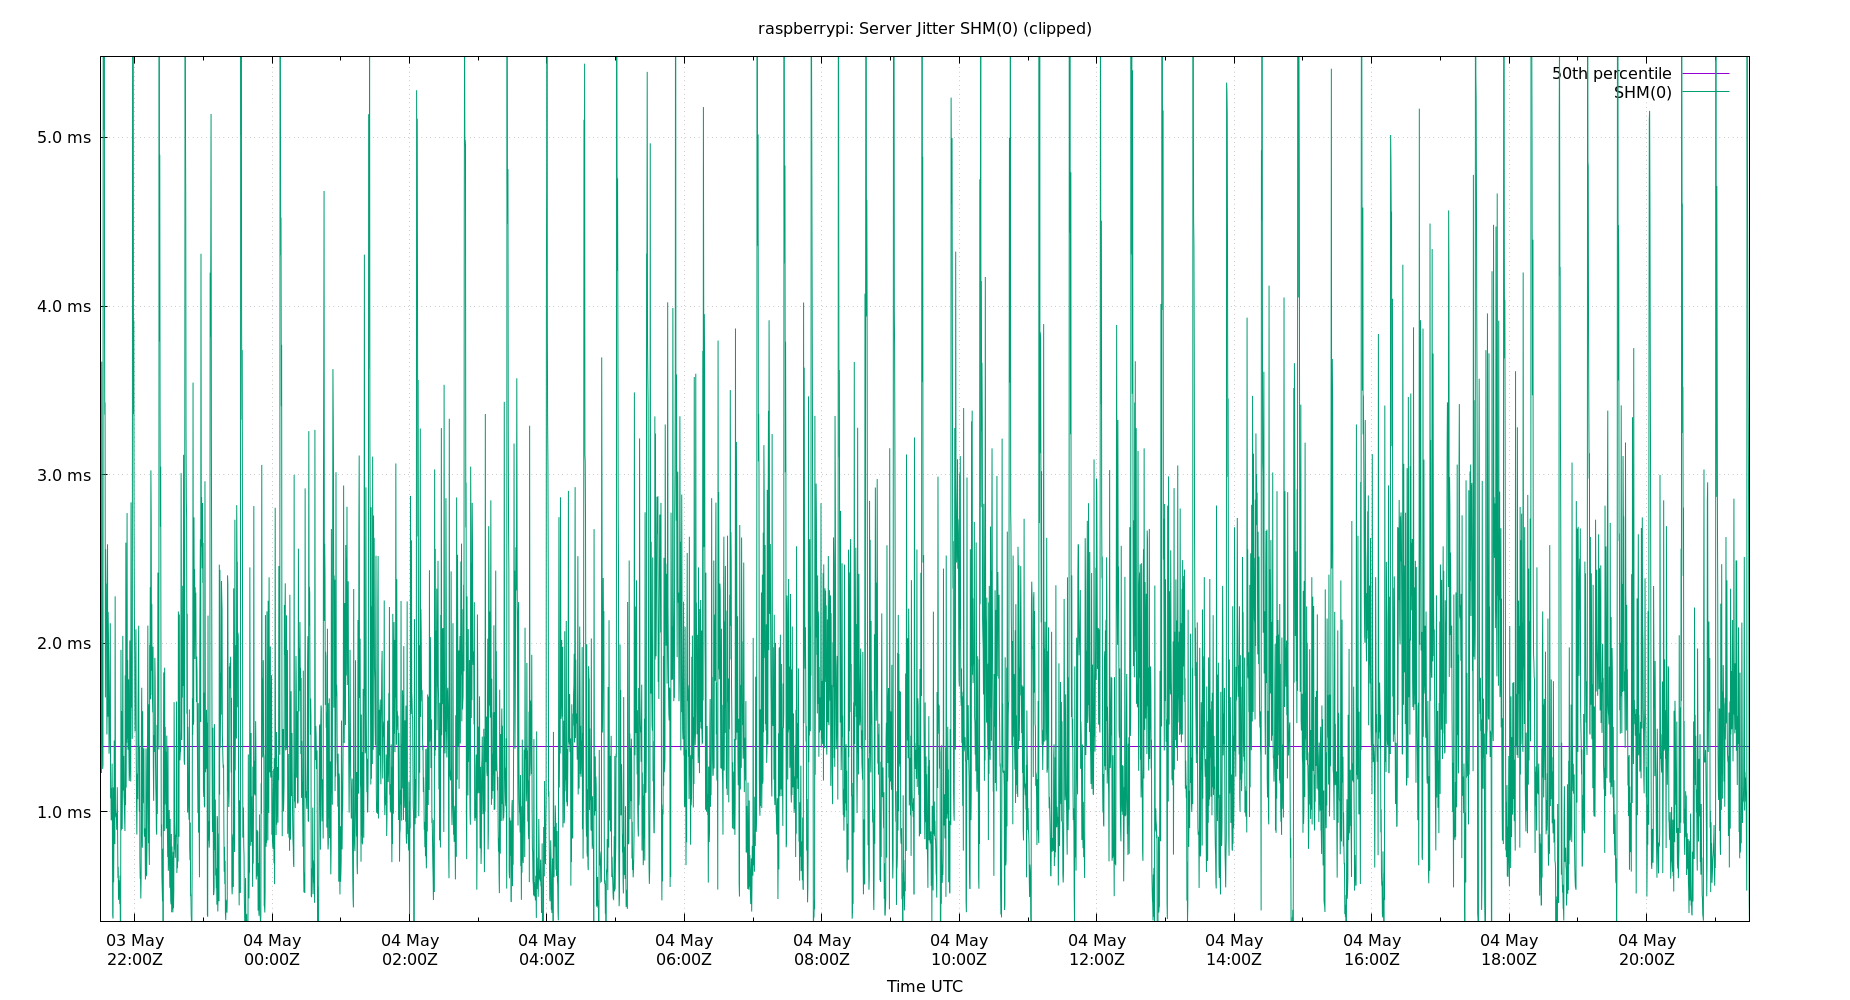 raspberrypi: Server Jitter SHM(0) (clipped)
50th percentile
SHM(0)
5.0 ms
4.0 ms
3.0 ms
2.0 ms
1.0 ms
03 May 04 May 04 May 04 May 04 May 04 May 04 May 04 May 04 May 04 May 04 May 04 May
22:00Z 00:00Z 02:00Z 04:00Z 06:00Z 08:00Z 10:00Z 12:00Z 14:00Z 16:00Z 18:00Z 20:00Z
Time UTC